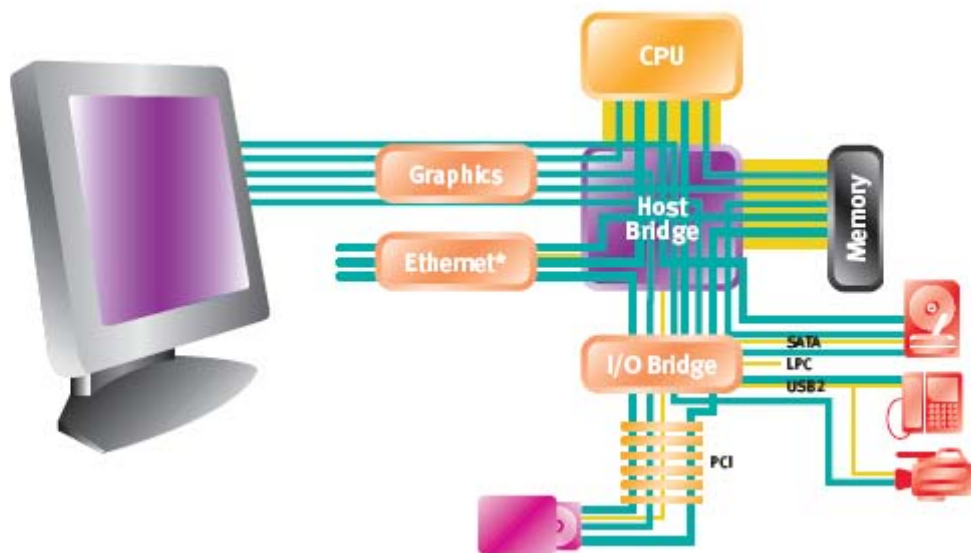 CPU
Graphics
Host
Bridge
Memory
Ethernet*
SATA
I/O Bridge
LPC
USB2
PCI